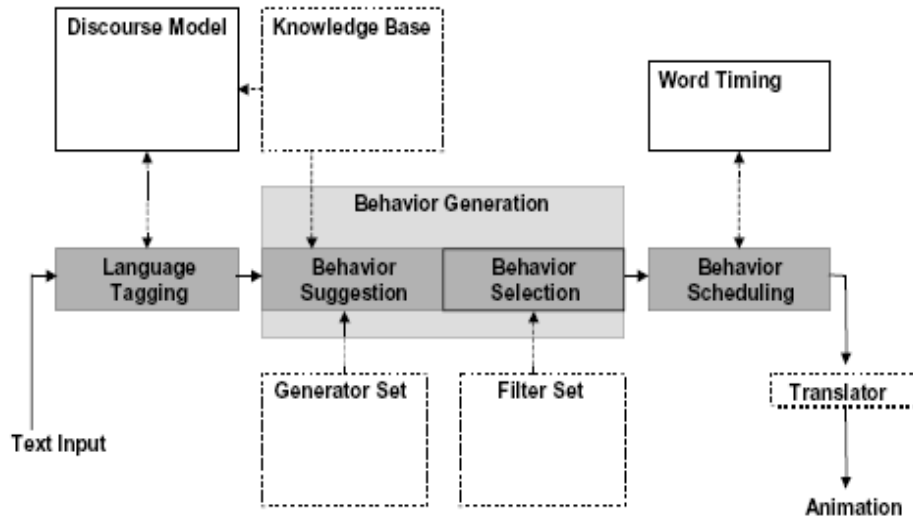 Discourse Model
Knowledge Base
Word Timing
Behavior Generation
Language
Tagging
Behavior
Suggestion
Behavior
Selection
Behavior
Scheduling
Generator Set
Filter Set
Translator
Text Input
Animation